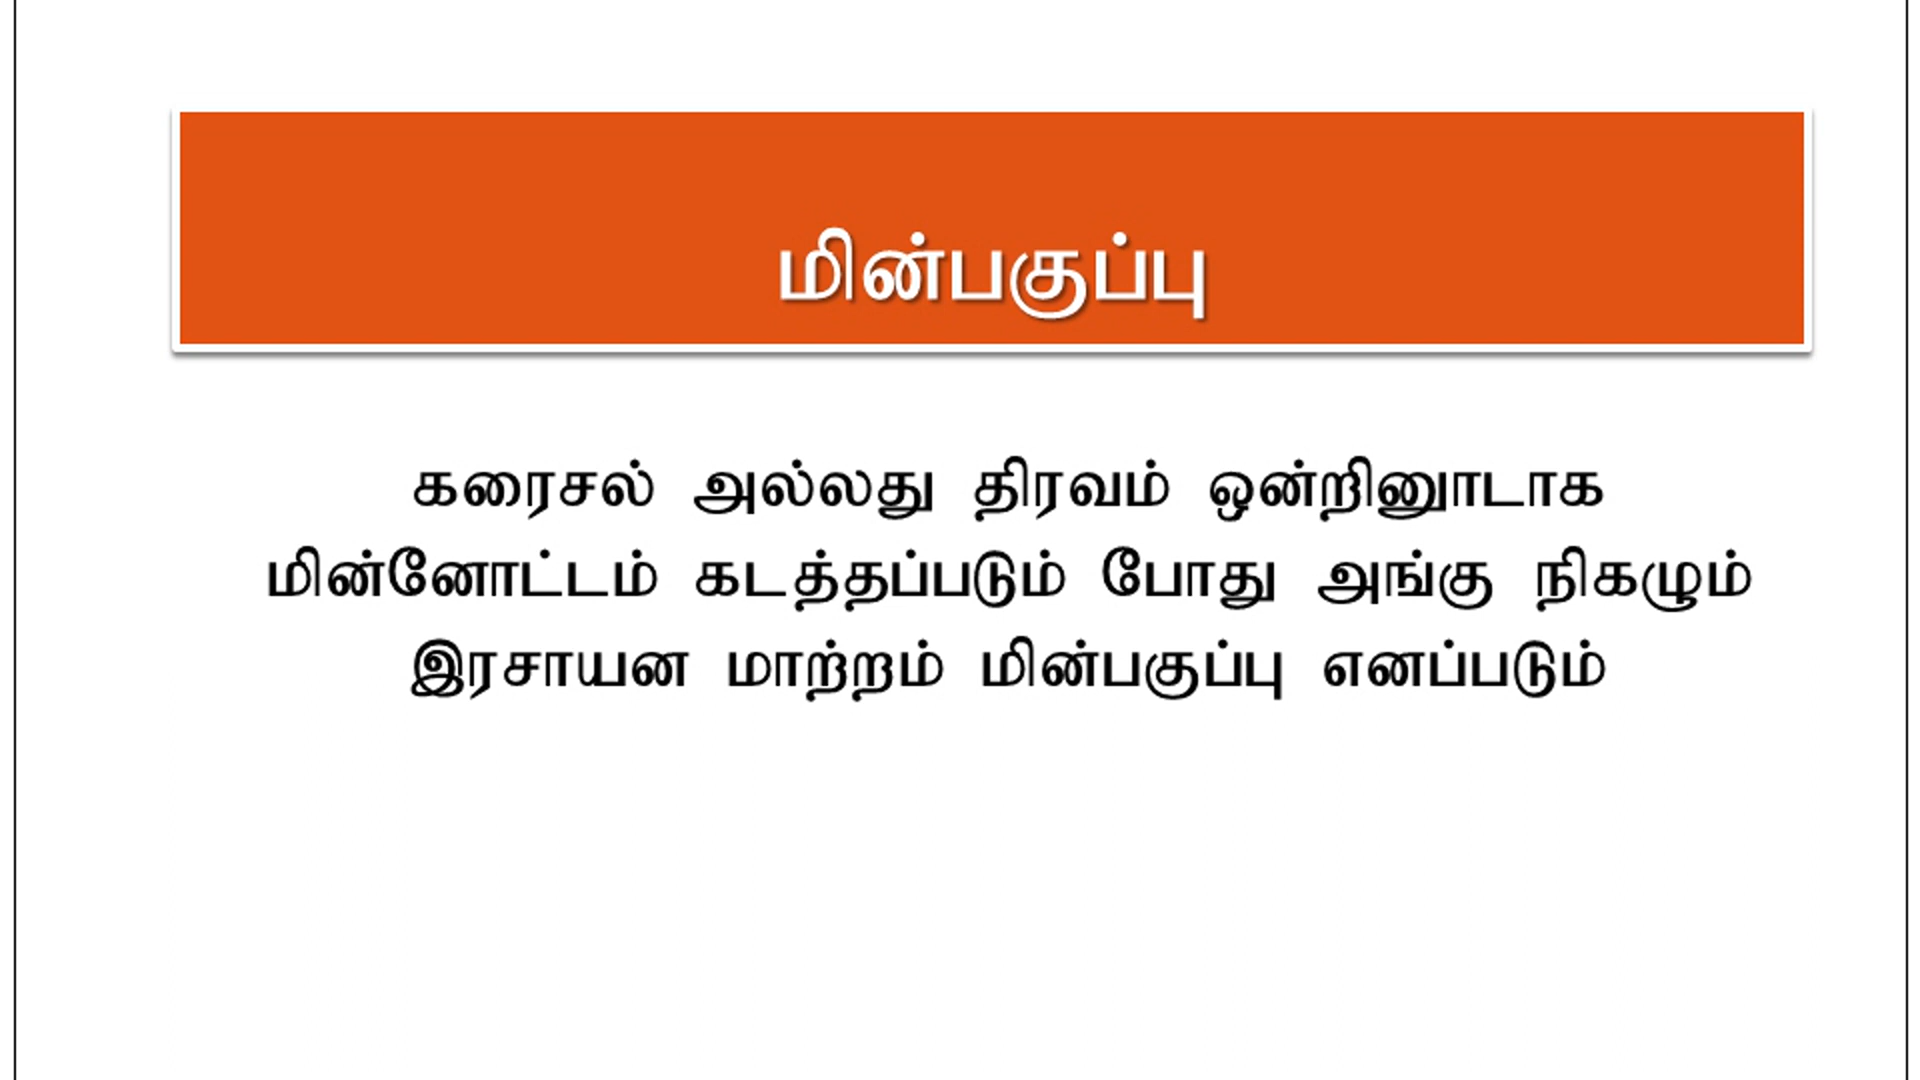 மின்பகுப்பு
கரைசல் அல்லது திரவம் ஒன்றினுாடாக
மின்னோட்டம் கடத்தப்படும் போது அங்கு நிகழும்
இரசாயன மாற்றம் மின்பகுப்பு எனப்படும்